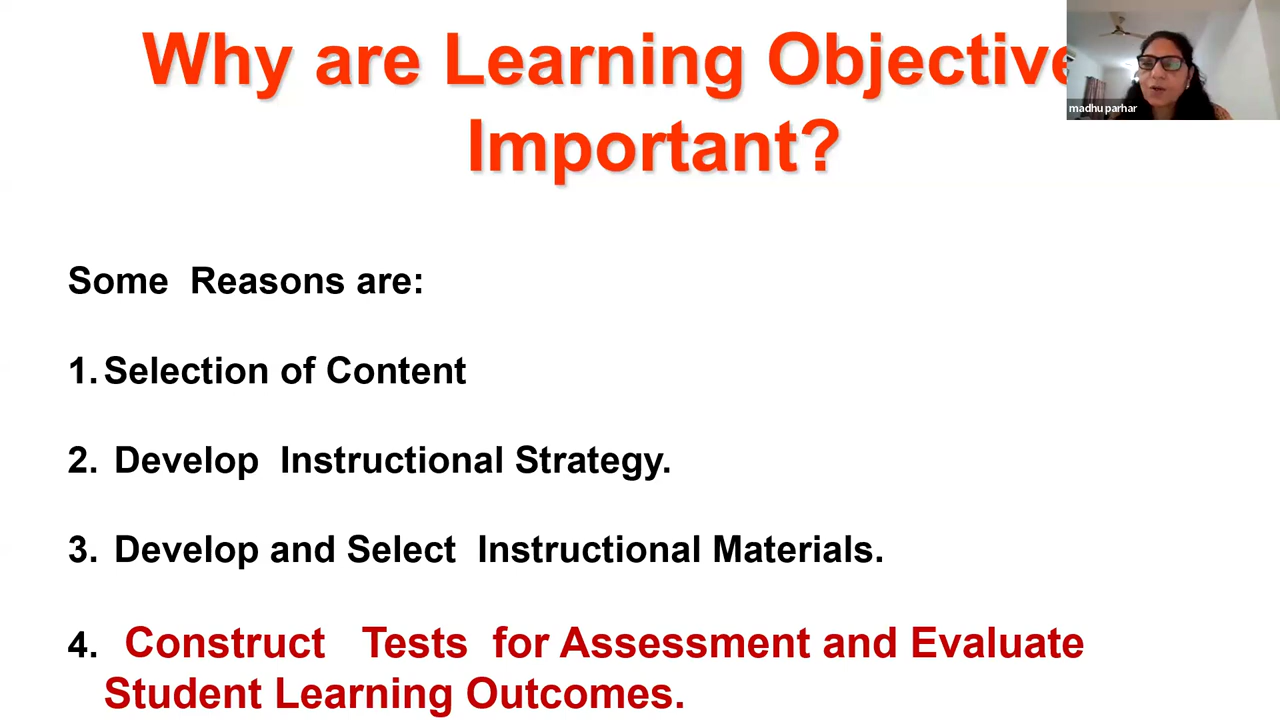 Why are Learning Objective
Important?
madhu parhar
Some Reasons are:
1. Selection of Content
2. Develop Instructional Strategy.
3. Develop and Select Instructional Materials.
4. Construct Tests for Assessment and Evaluate
Student Learning Outcomes.